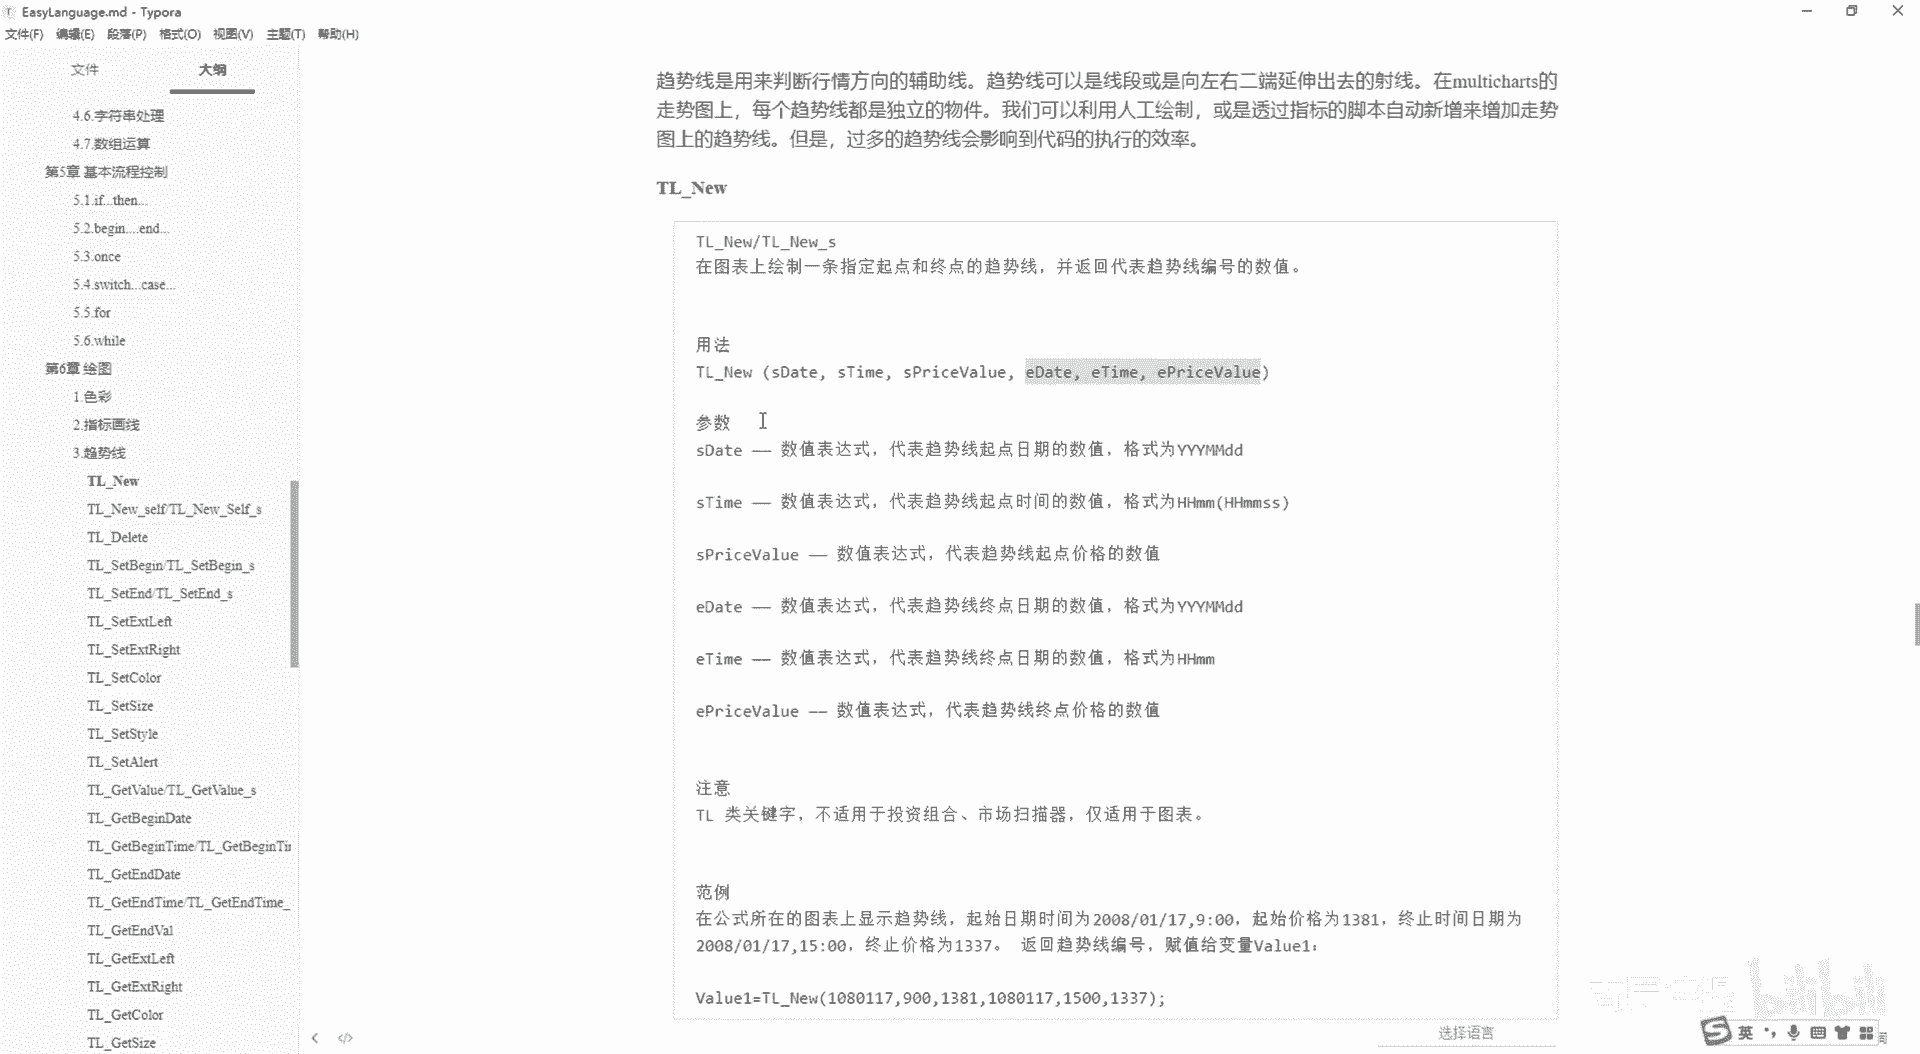 EasyLanguage.md - Typora
文件(F) 编辑(E) 段落(P) 格式(O) 视图(V) 主题(T) 帮助(H)
文件 大纲
4.6.字符串处理
4.7.数组运算
第5章 基本流程控制
5.1.if...then...
5.2.begin....end...
5.3.once
5.4.switch...case...
5.5.for
5.6.while
第6章 绘图
1.色彩
2.指标画线
3.趋势线
TL_New
TL_New_self/TL_New_Self_s
TL_Delete
TL_SetBegin/TL_SetBegin_s
TL_SetEnd/TL_SetEnd_s
TL_SetExtLeft
TL_SetExtRight
TL_SetColor
TL_SetSize
TL_SetStyle
TL_SetAlert
TL_GetValue/TL_GetValue_s
TL_GetBeginDate
TL_GetBeginTime/TL_GetBeginTi
TL_GetEndDate
TL_GetEndTime/TL_GetEndTime_
TL_GetEndVal
TL_GetExtLeft
TL_GetExtRight
TL_GetColor
TL_GetSize
趋势线是用来判断行情方向的辅助线。趋势线可以是线段或是向左右二端延伸出去的射线。在multicharts的
走势图上，每个趋势线都是独立的物件。我们可以利用人工绘制，或是透过指标的脚本自动新增来增加走势
图上的趋势线。但是，过多的趋势线会影响到代码的执行的效率。
TL_New
TL_New/TL_New_s
在图表上绘制一条指定起点和终点的趋势线，并返回代表趋势线编号的数值。
用法
TL_New (sDate, sTime, sPriceValue, eDate, eTime, ePriceValue)
参数
sDate —— 数值表达式，代表趋势线起点日期的数值，格式为YYYMMdd
sTime —— 数值表达式，代表趋势线起点时间的数值，格式为HHmm(HHmmss)
sPriceValue —— 数值表达式，代表趋势线起点价格的数值
eDate —— 数值表达式，代表趋势线终点日期的数值，格式为YYYMMdd
eTime —— 数值表达式，代表趋势线终点日期的数值，格式为HHmm
ePriceValue —— 数值表达式，代表趋势线终点价格的数值
注意
TL 类关键字，不适用于投资组合、市场扫描器，仅适用于图表。
范例
在公式所在的图表上显示趋势线，起始日期时间为2008/01/17,9:00，起始价格为1381，终止时间日期为
2008/01/17,15:00，终止价格为1337。 返回趋势线编号，赋值给变量Value1：
Value1=TL_New(1080117,900,1381,1080117,1500,1337);
选择语言
bilibili
英